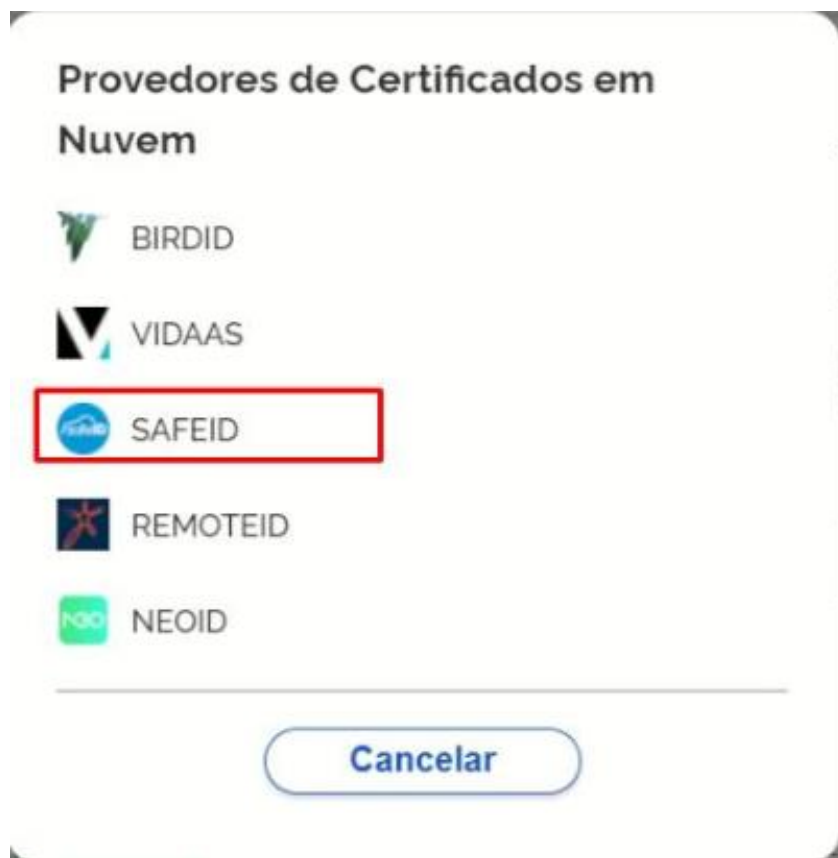 Provedores de Certificados em
Nuvem
BIRDID
VIDAAS
SAFEID
REMOTEID
NEOID
Cancelar